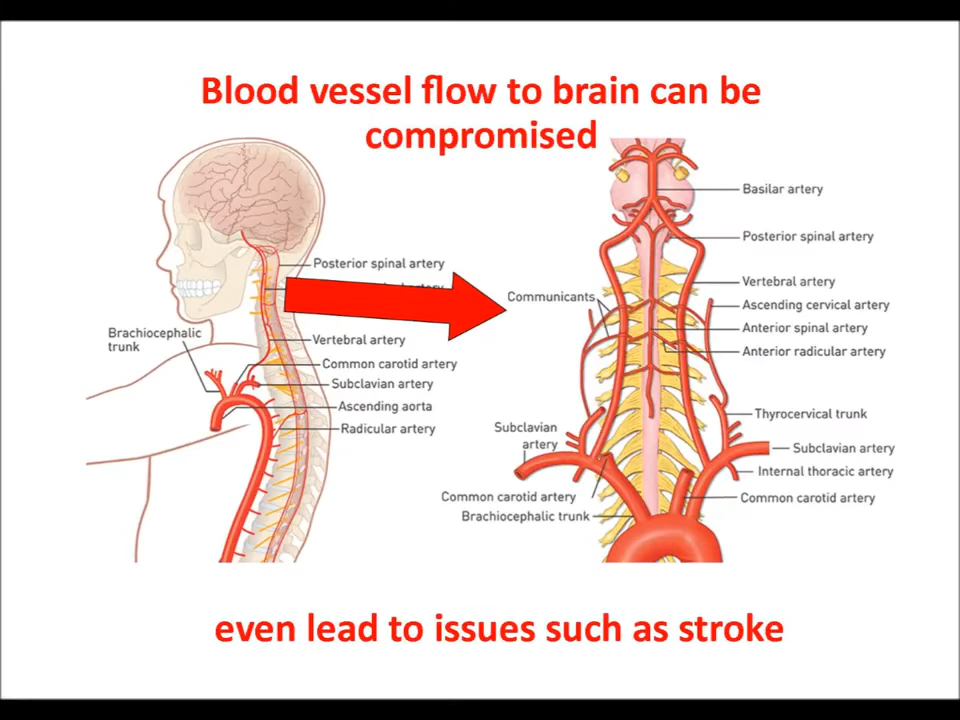 Blood vessel flow to brain can be
compromised
Posterior spinal artery
artery
Brachiocephalic
trunk
Vertebral artery
Common carotid artery
Subclavian artery
Ascending aorta
Radicular artery
Basilar artery
Posterior spinal artery
Vertebral artery
Communicants
Ascending cervical artery
Anterior spinal artery
Anterior radicular artery
Thyrocervical trunk
Subclavian
artery
Subclavian artery
Internal thoracic artery
Common carotid artery
Common carotid artery
Brachiocephalic trunk
even lead to issues such as stroke